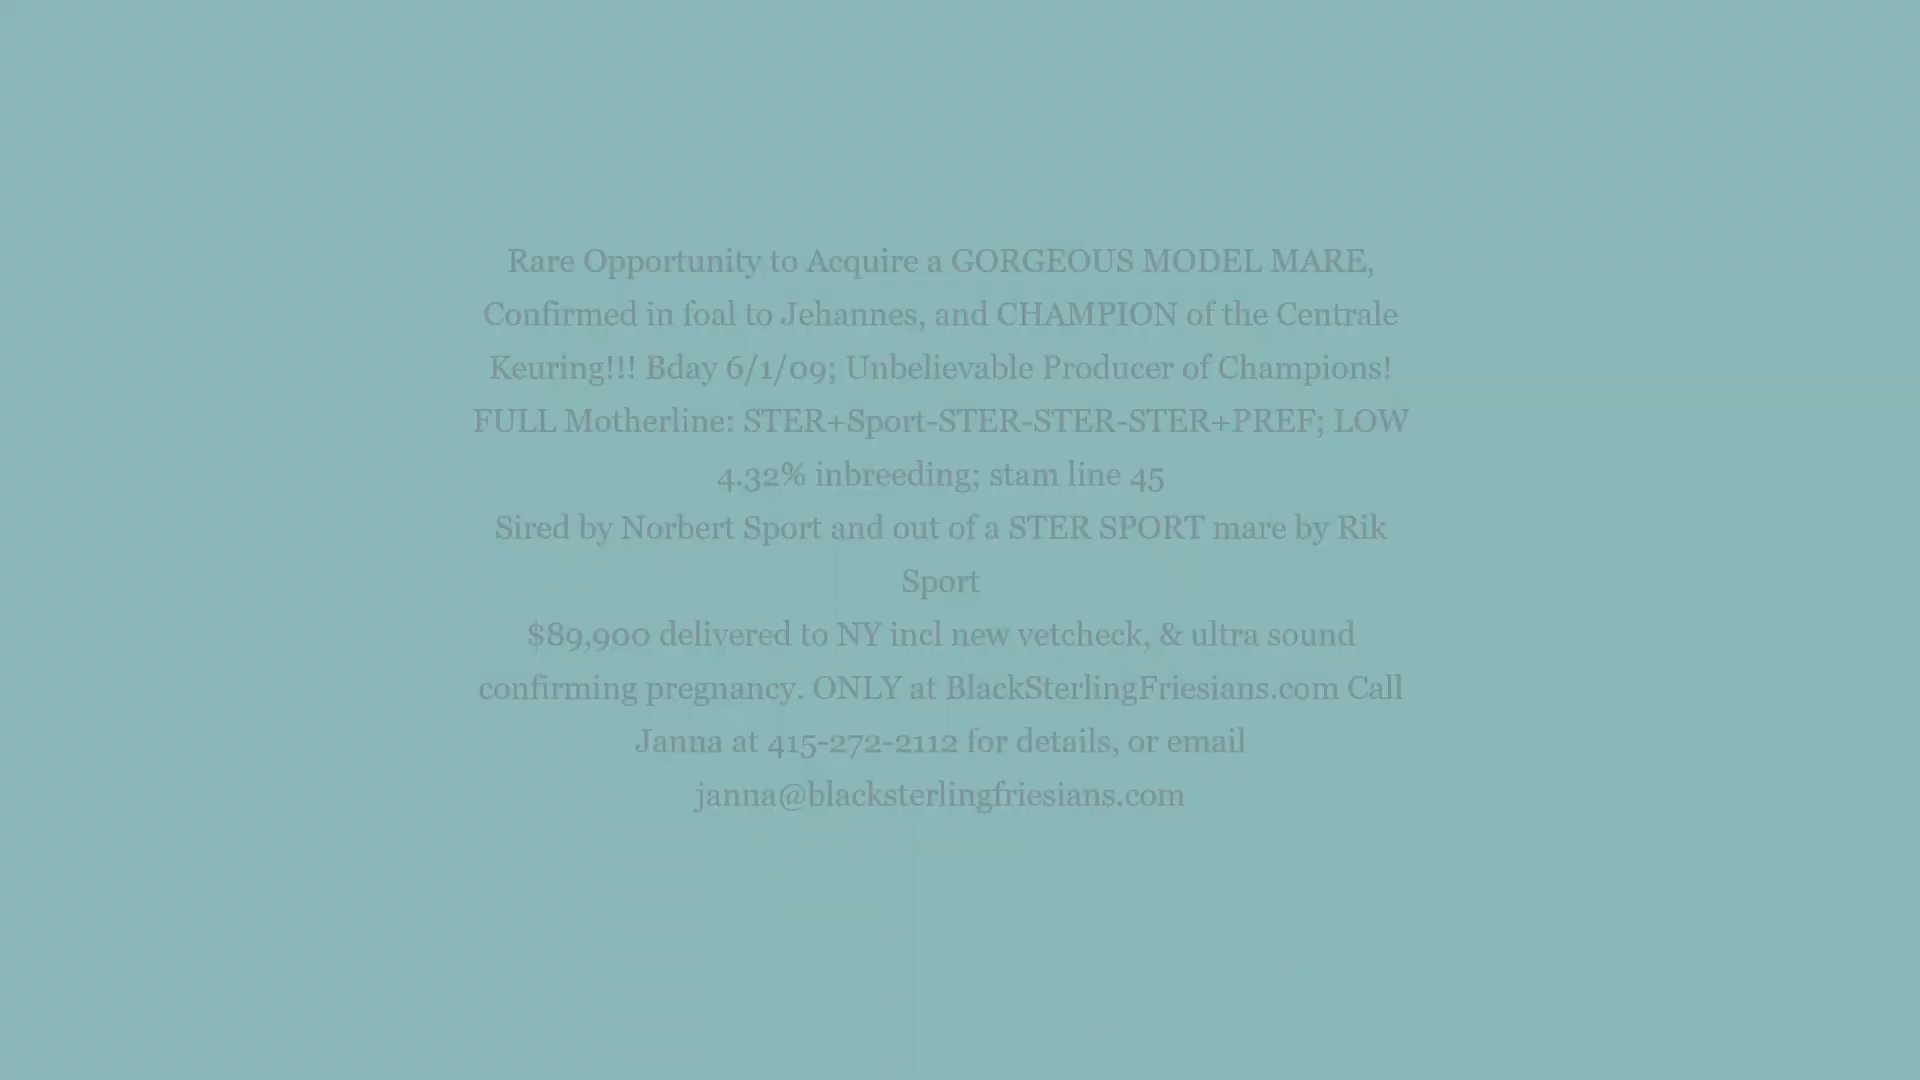 Rare Opportunity to Acquire a GORGEOUS MODEL MARE,
Confirmed in foal to Jehannes, and CHAMPION of the Centrale
Keuring!!! Bday 6/1/09; Unbelievable Producer of Champions!
FULL Motherline: STER+Sport-STER-STER-STER+PREF; LOW
4.32% inbreeding; stam line 45
Sired by Norbert Sport and out of a STER SPORT mare by Rik
Sport
$89,900 delivered to NY incl new vetcheck, & ultra sound
confirming pregnancy. ONLY at BlackSterlingFriesians.com Call
Janna at 415-272-2112 for details, or email
janna@blacksterlingfriesians.com